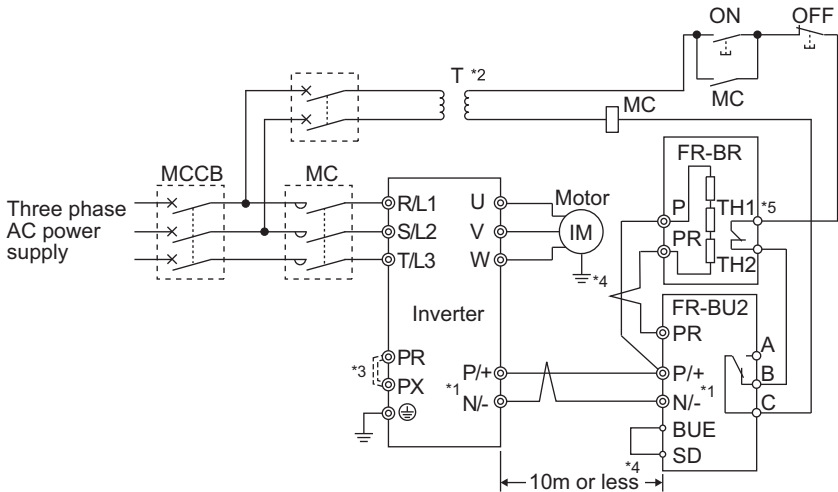 ON
OFF
T *2
MC
MC
FR-BR
MCCB
MC
P
TH1 *5
PR
TH2
Three phase
AC power
supply
R/L1
S/L2
T/L3
U
V
W
Motor
IM
*4
Inverter
FR-BU2
PR
A
B
C
*3
PR
PX
*1
P/+
N/-
P/+
N/-
*1
BUE
SD
*4
10m or less